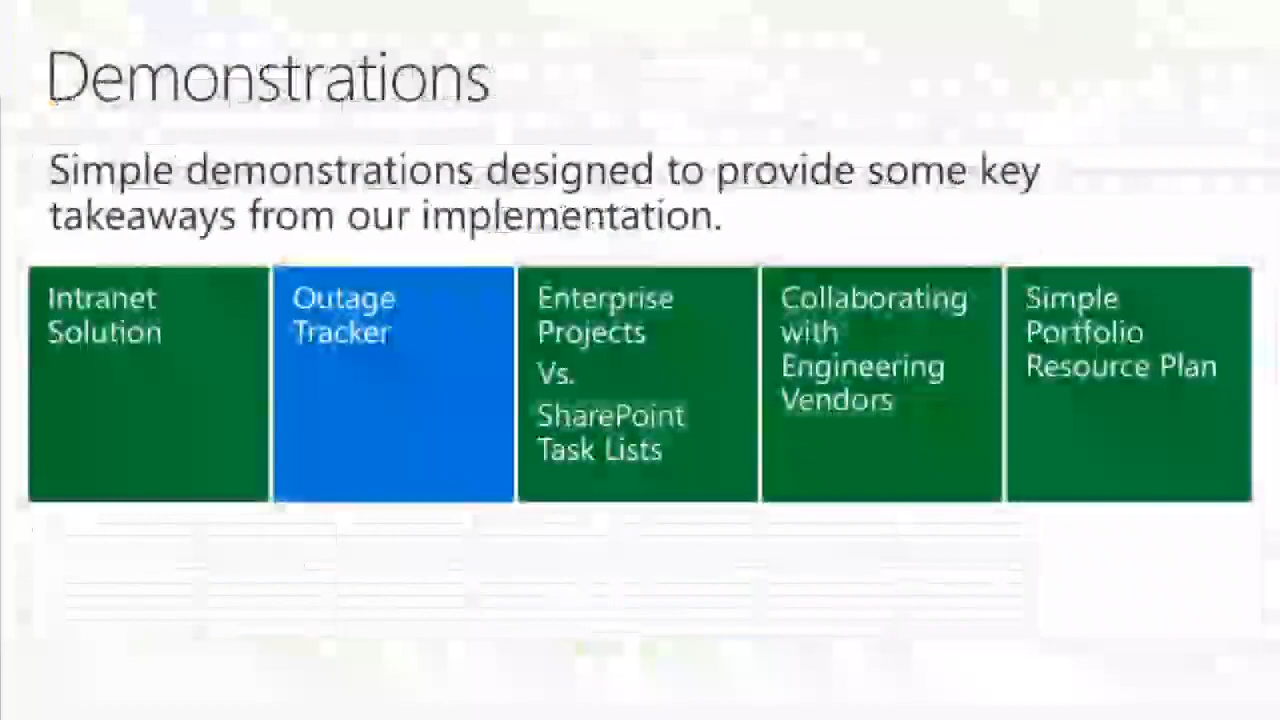 Demonstrations
Simple demonstrations designed to provide some key
takeaways from our implementation.
Intranet
Solution
Outage
Tracker
Enterprise
Projects
Vs.
SharePoint
Task Lists
Collaborating
with
Engineering
Vendors
Simple
Portfolio
Resource Plan